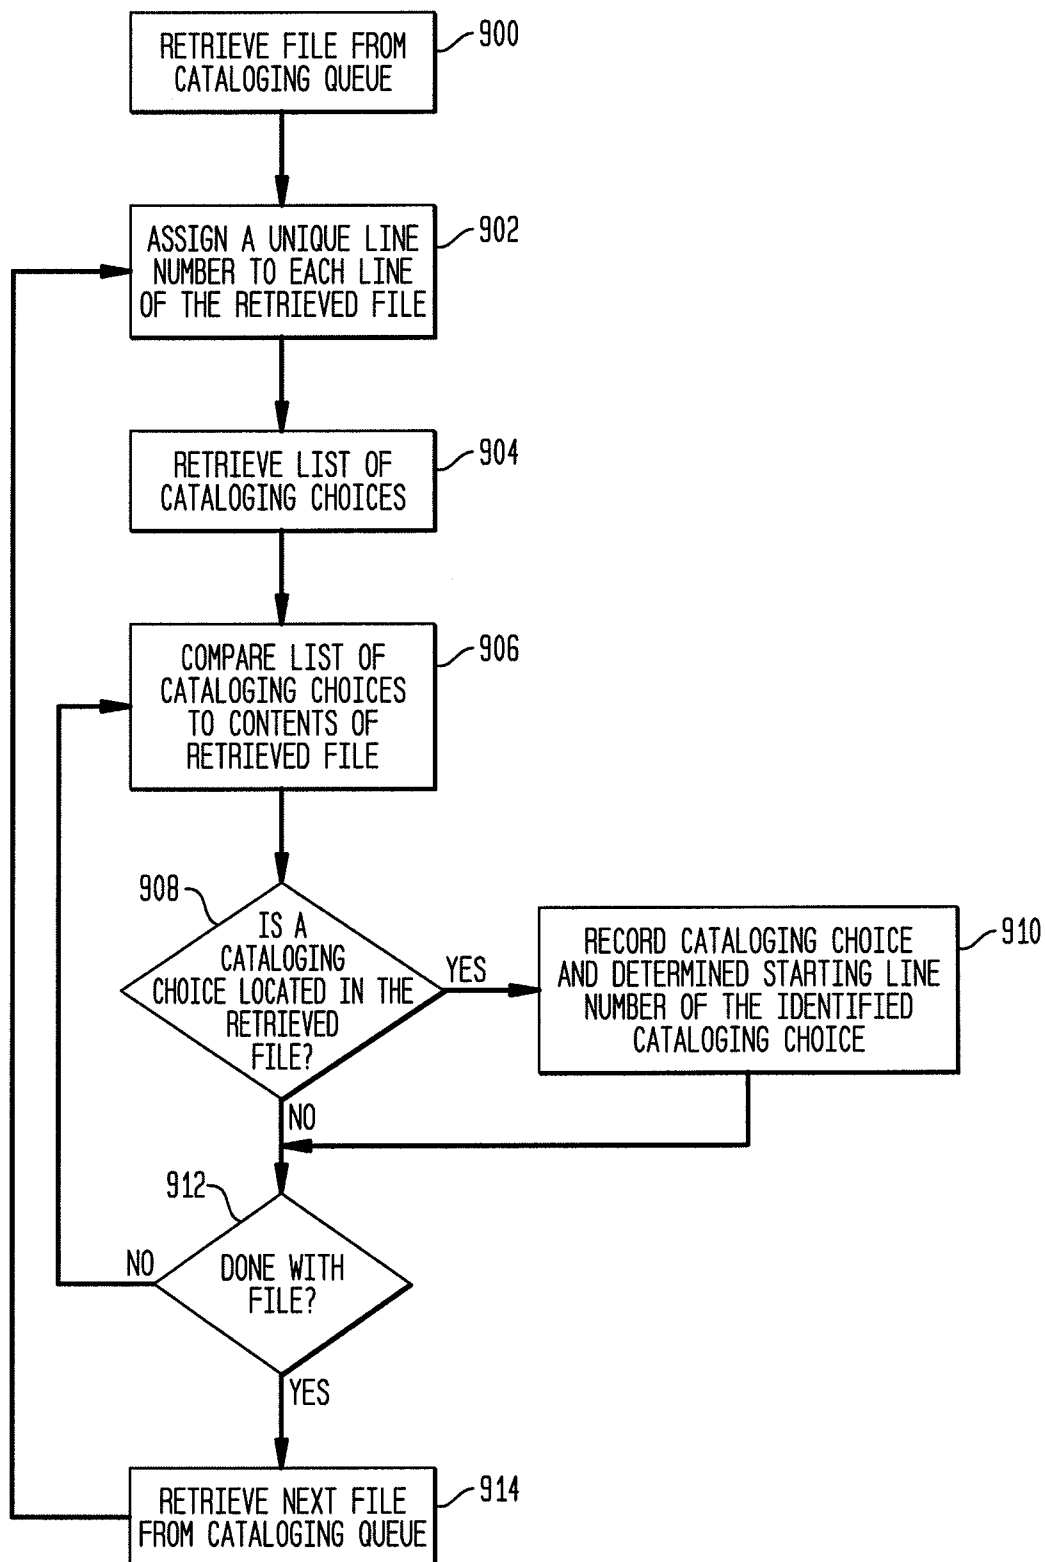 RETRIEVE FILE FROM
CATALOGING QUEUE
900
ASSIGN A UNIQUE LINE
NUMBER TO EACH LINE
OF THE RETRIEVED FILE
902
RETRIEVE LIST OF
CATALOGING CHOICES
904
COMPARE LIST OF
CATALOGING CHOICES
TO CONTENTS OF
RETRIEVED FILE
906
908
IS A
CATALOGING
CHOICE LOCATED IN THE
RETRIEVED
FILE?
YES
RECORD CATALOGING CHOICE
AND DETERMINED STARTING LINE
NUMBER OF THE IDENTIFIED
CATALOGING CHOICE
910
NO
912
DONE WITH
FILE?
NO
YES
RETRIEVE NEXT FILE
FROM CATALOGING QUEUE
914